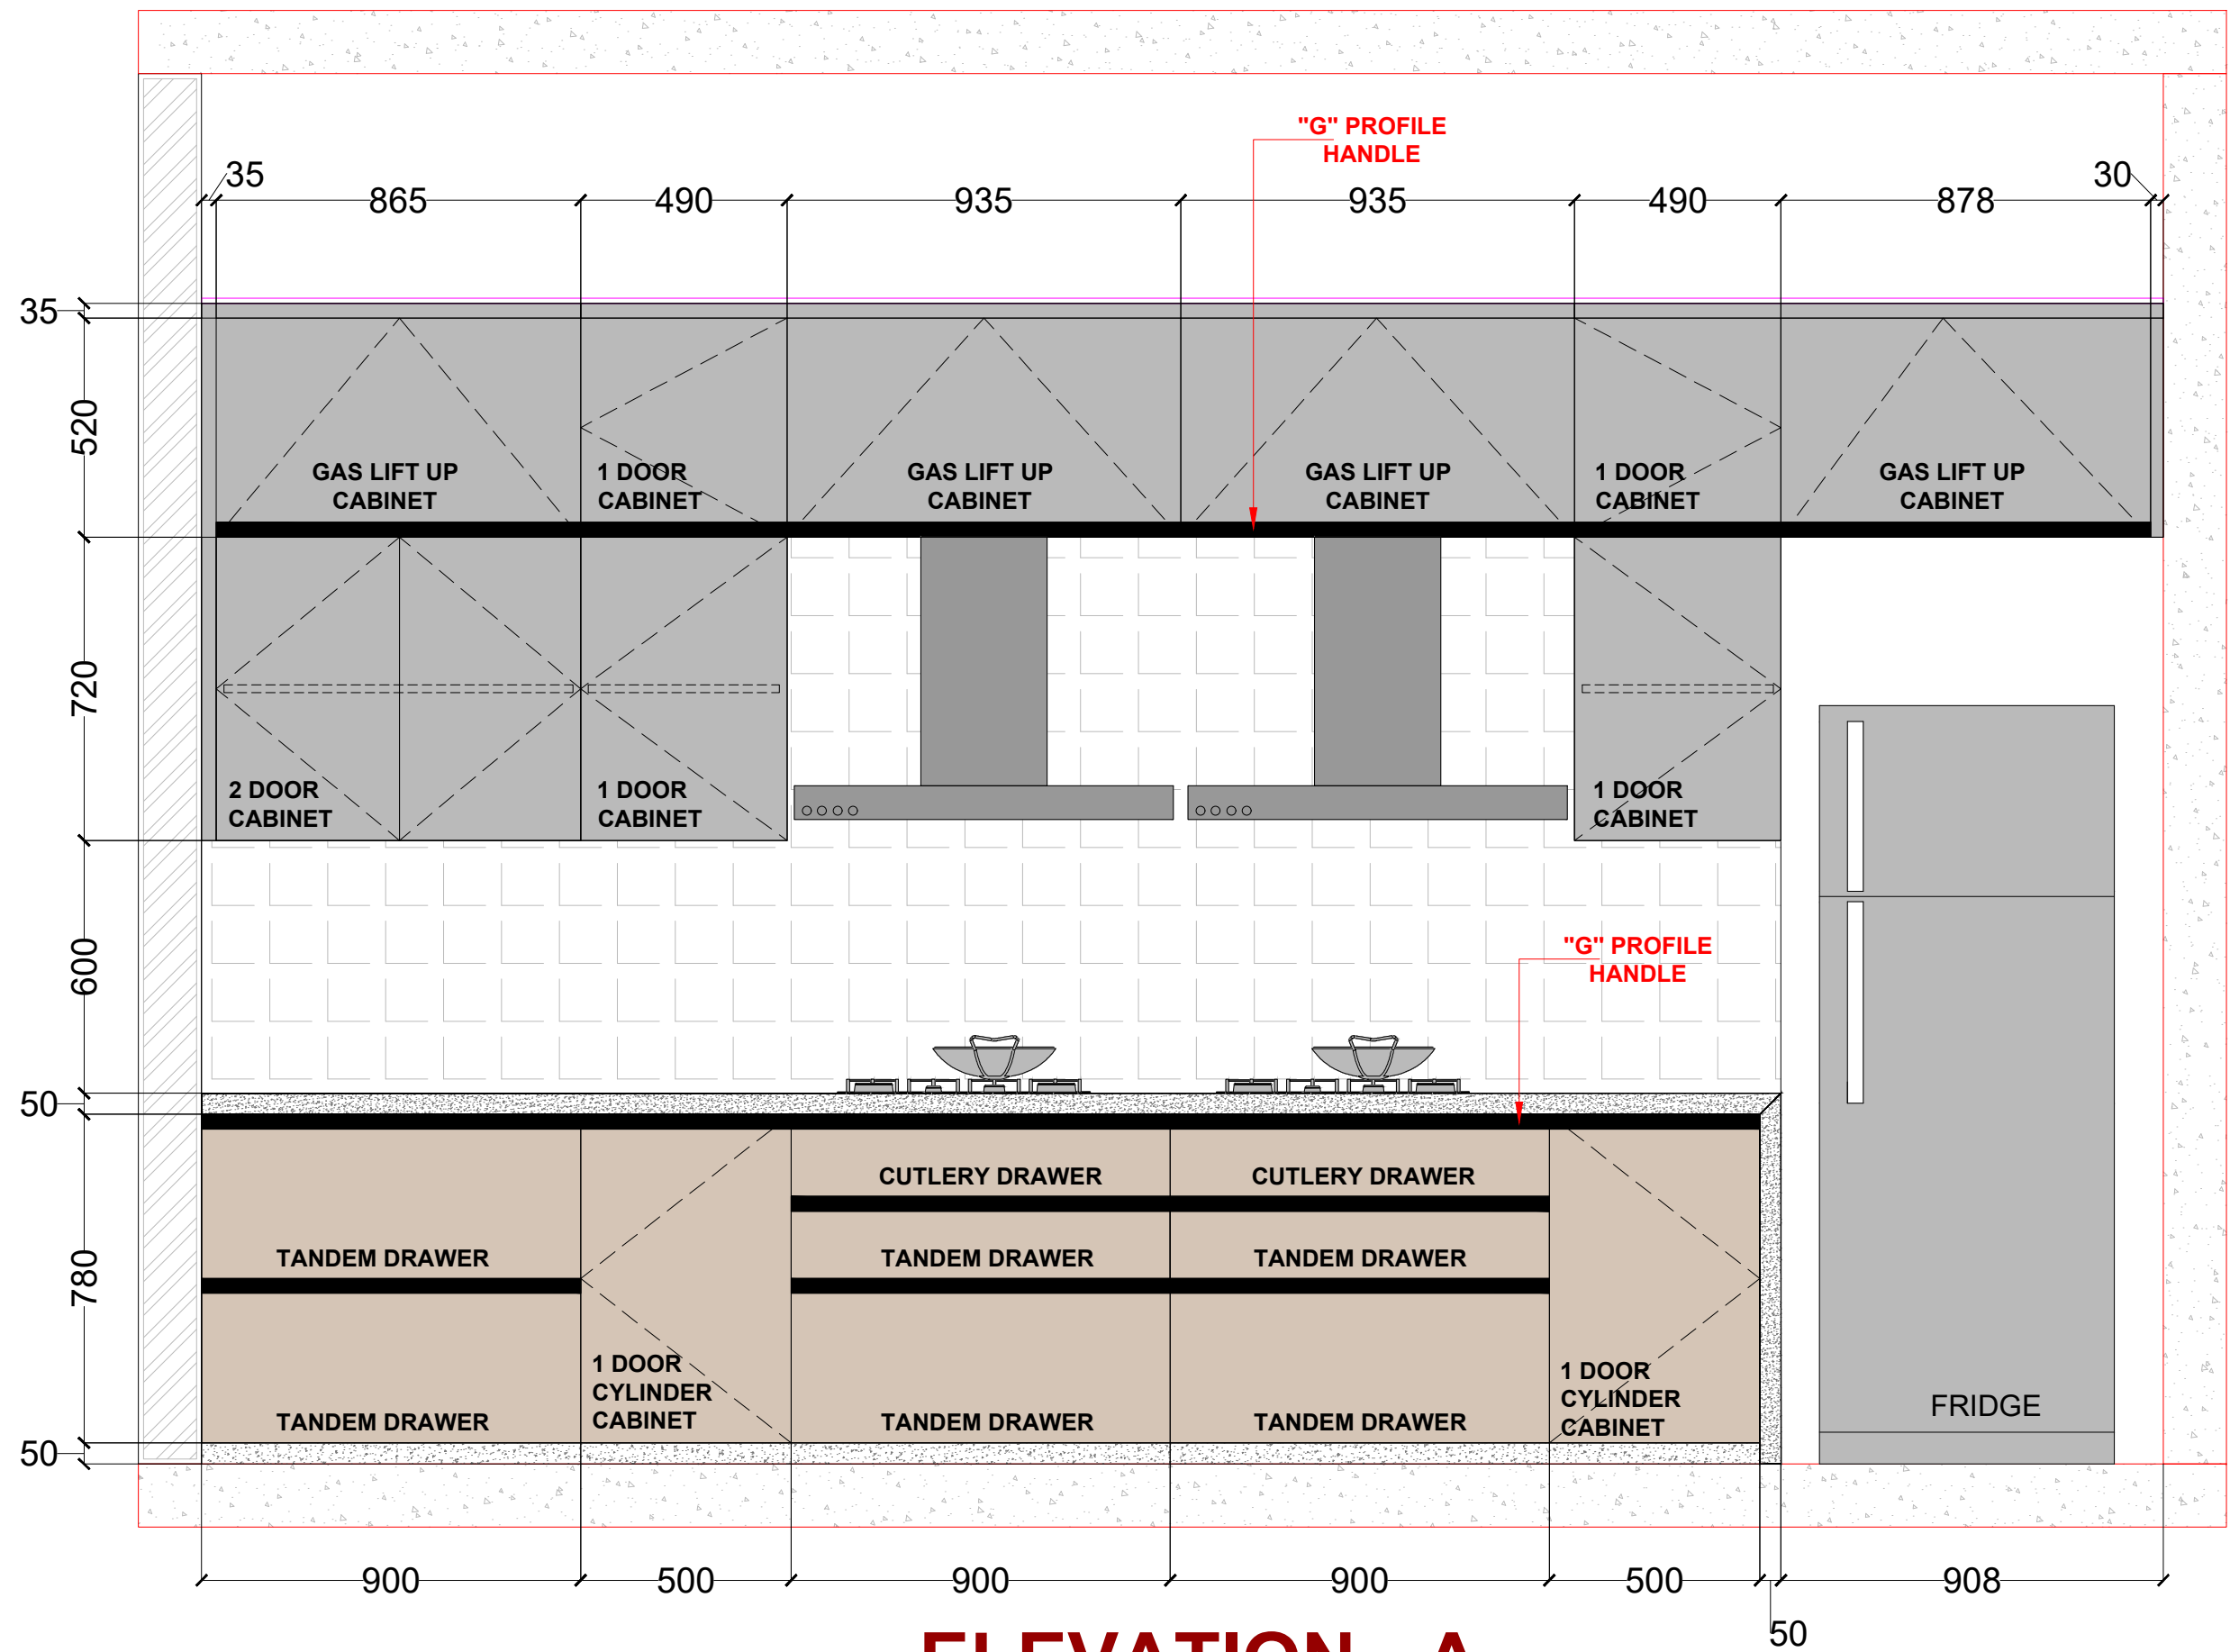 "G" PROFILE
HANDLE
35
30
865
490
935
935
490
878
35
520
GAS LIFT UP
CABINET
1 DOOR
CABINET
GAS LIFT UP
CABINET
GAS LIFT UP
CABINET
1 DOOR
CABINET
GAS LIFT UP
CABINET
720
2 DOOR
CABINET
1 DOOR
CABINET
1 DOOR
CABINET
600
"G" PROFILE
HANDLE
50
CUTLERY DRAWER
CUTLERY DRAWER
780
TANDEM DRAWER
TANDEM DRAWER
TANDEM DRAWER
1 DOOR
CYLINDER
CABINET
1 DOOR
CYLINDER
CABINET
TANDEM DRAWER
TANDEM DRAWER
TANDEM DRAWER
FRIDGE
50
900
500
900
900
500
908
50
ELEVATION - A